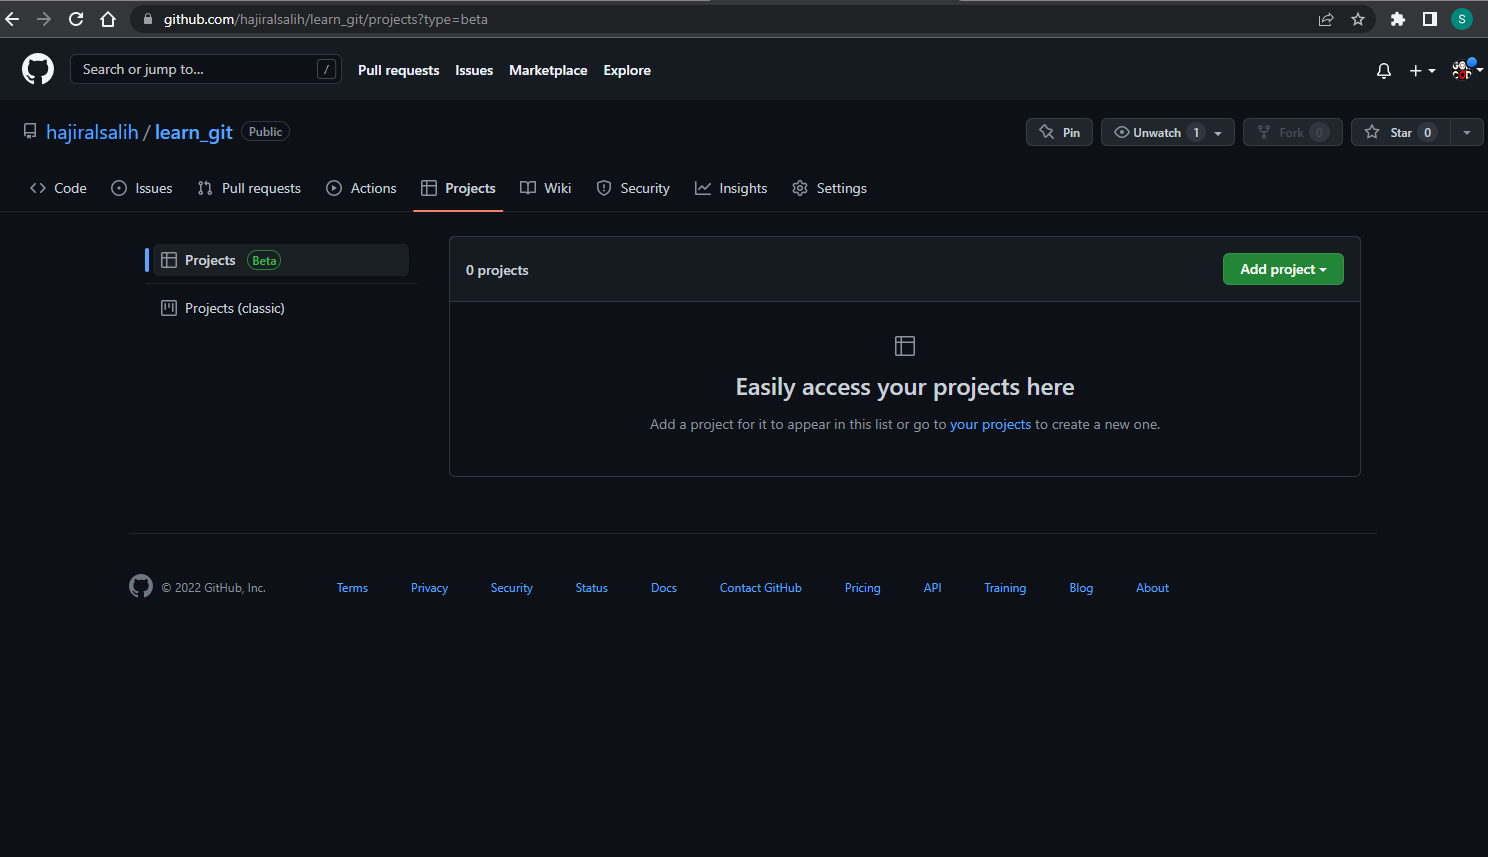 github.com/hajiralsalih/learn_git/projects?type=beta
S
Search or jump to... / Pull requests Issues Marketplace Explore
hajiralsalih / learn_git Public Pin Unwatch 1 Fork 0 Star 0
Code Issues Pull requests Actions Projects Wiki Security Insights Settings
Projects Beta
Projects (classic)
0 projects Add project
Easily access your projects here
Add a project for it to appear in this list or go to your projects to create a new one.
© 2022 GitHub, Inc. Terms Privacy Security Status Docs Contact GitHub Pricing API Training Blog About